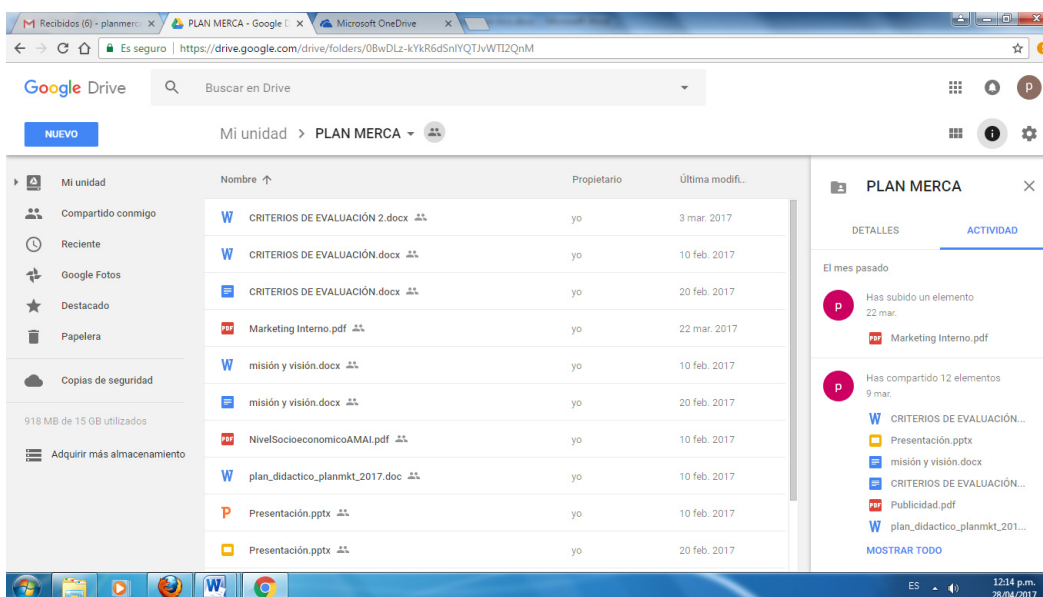 Recibidos (6) - planmerc
PLAN MERCA - Google D
Microsoft OneDrive
Es seguro | https://drive.google.com/drive/folders/0BwDLz-kYkR6dSnlYQTJvWTI2QnM
Google Drive
Buscar en Drive
P
NUEVO
Mi unidad > PLAN MERCA
Mi unidad
Compartido conmigo
Reciente
Google Fotos
Destacado
Papelera
Copias de seguridad
918 MB de 15 GB utilizados
Adquirir más almacenamiento
Nombre Propietario Última modifi...
CRITERIOS DE EVALUACIÓN 2.docx yo 3 mar. 2017
CRITERIOS DE EVALUACIÓN.docx yo 10 feb. 2017
CRITERIOS DE EVALUACIÓN.docx yo 20 feb. 2017
PDF Marketing Interno.pdf yo 22 mar. 2017
misión y visión.docx yo 10 feb. 2017
misión y visión.docx yo 20 feb. 2017
PDF NivelSocioeconomicoAMAI.pdf yo 10 feb. 2017
plan_didactico_planmkt_2017.doc yo 10 feb. 2017
Presentación.pptx yo 10 feb. 2017
Presentación.pptx yo 20 feb. 2017
PLAN MERCA
DETALLES ACTIVIDAD
El mes pasado
P Has subido un elemento
22 mar.
PDF Marketing Interno.pdf
P Has compartido 12 elementos
9 mar.
CRITERIOS DE EVALUACIÓN...
Presentación.pptx
misión y visión.docx
CRITERIOS DE EVALUACIÓN...
PDF Publicidad.pdf
plan_didactico_planmkt_201...
MOSTRAR TODO
ES
12:14 p.m.
28/04/2017